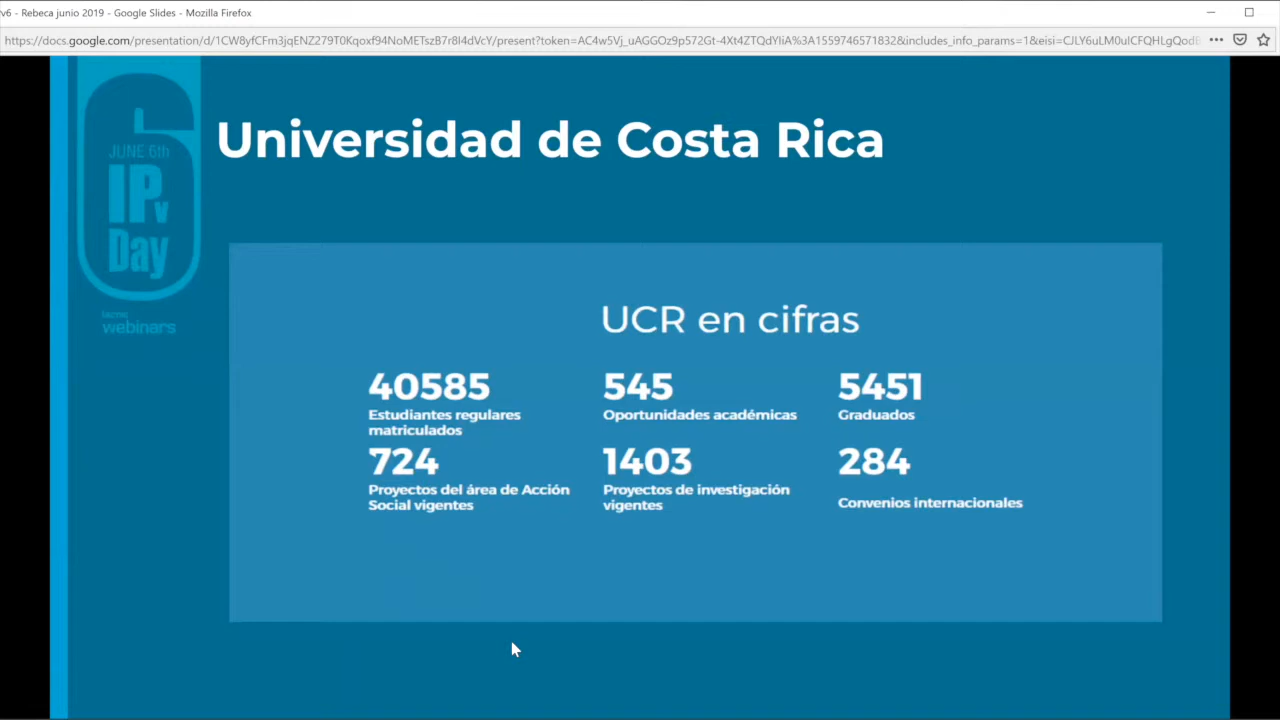 v6 - Rebeca junio 2019 - Google Slides - Mozilla Firefox
https://docs.google.com/presentation/d/1CW8yfCFm3jqENZ279T0Kqoxf94NoMETszB7r8I4dVcY/present?token=AC4w5Vj_uAGGOz9p572Gt-4Xt4ZTQdYIiA%3A1559746571832&includes_info_params=1&eisi=CJLY6uLM0uICFQHLgQodB
JUNE 6th
IPv
Day
lacnic
webinars
Universidad de Costa Rica
UCR en cifras
40585
Estudiantes regulares
matriculados
545
Oportunidades académicas
5451
Graduados
724
Proyectos del área de Acción
Social vigentes
1403
Proyectos de investigación
vigentes
284
Convenios internacionales